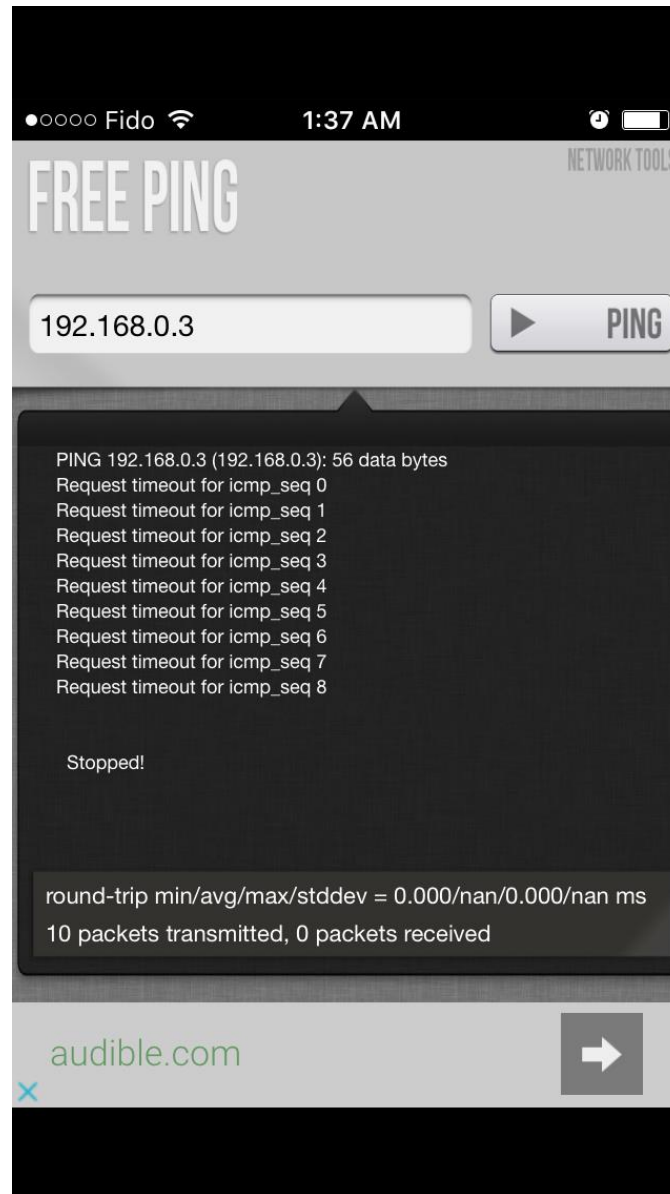 Fido 1:37 AM
FREE PING
NETWORK TOOLS
192.168.0.3
PING
PING 192.168.0.3 (192.168.0.3): 56 data bytes
Request timeout for icmp_seq 0
Request timeout for icmp_seq 1
Request timeout for icmp_seq 2
Request timeout for icmp_seq 3
Request timeout for icmp_seq 4
Request timeout for icmp_seq 5
Request timeout for icmp_seq 6
Request timeout for icmp_seq 7
Request timeout for icmp_seq 8
Stopped!
round-trip min/avg/max/stddev = 0.000/nan/0.000/nan ms
10 packets transmitted, 0 packets received
audible.com